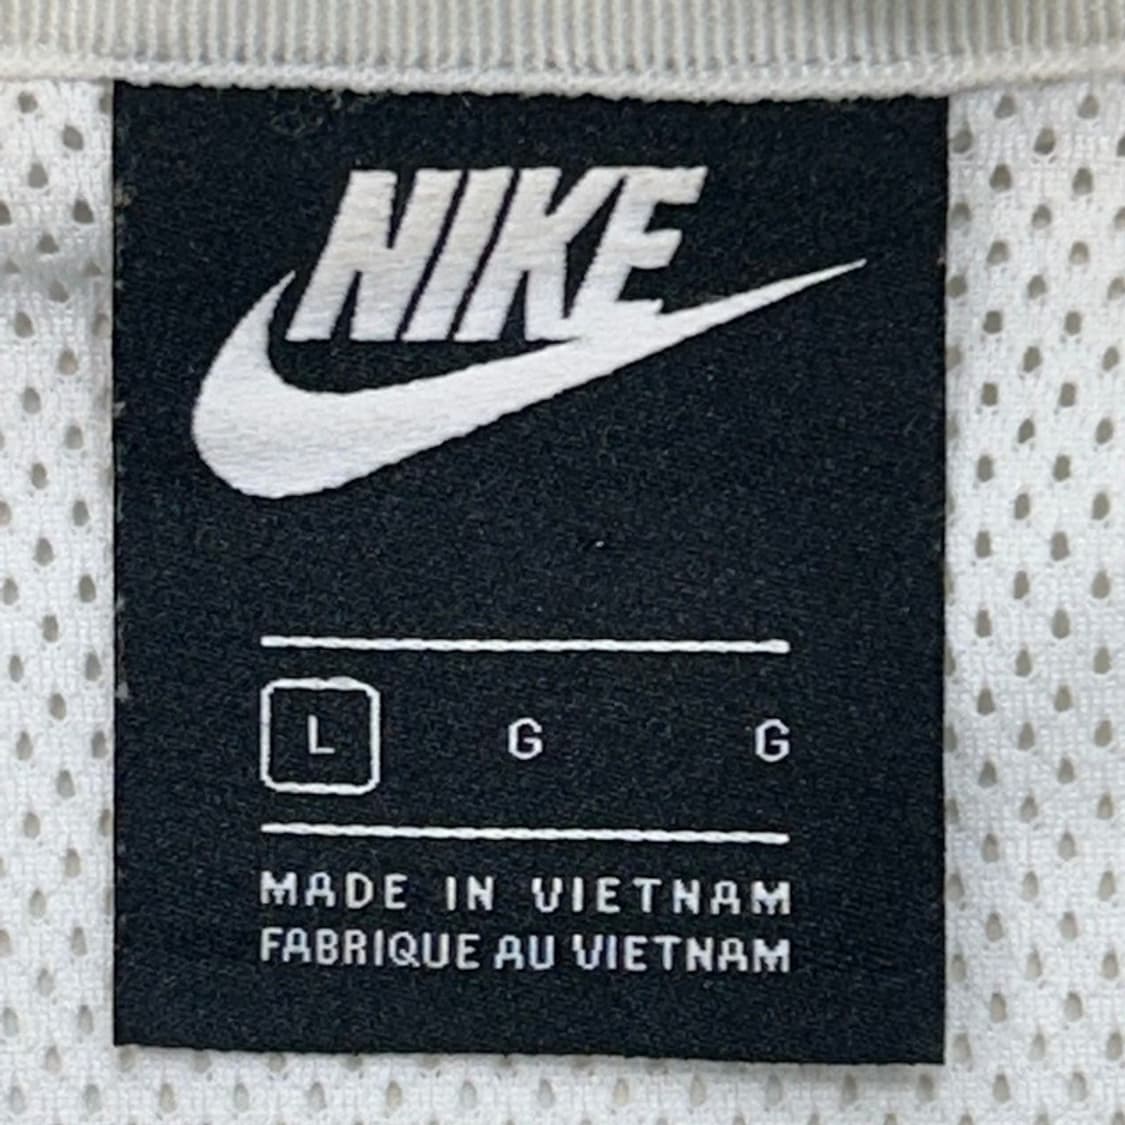 NIKE
L G G
MADE IN VIETNAM
FABRIQUE AU VIETNAM